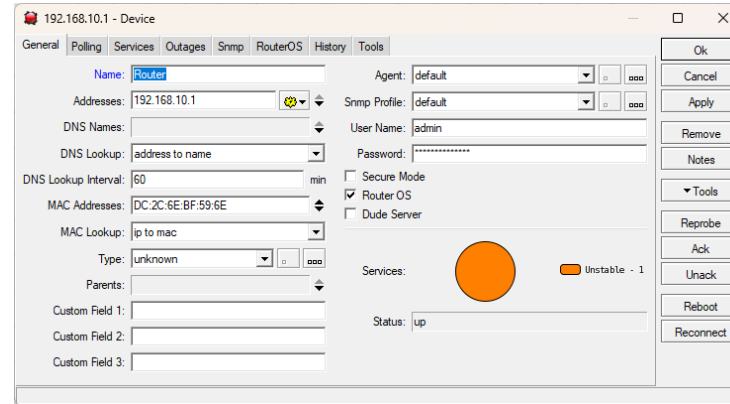 192.168.10.1 - Device
General Polling Services Outages Snmp RouterOS History Tools
Name: Router
Addresses: 192.168.10.1
DNS Names:
DNS Lookup: address to name
DNS Lookup Interval: 60 min
MAC Addresses: DC:2C:6E:BF:59:6E
MAC Lookup: ip to mac
Type: unknown
Parents:
Custom Field 1:
Custom Field 2:
Custom Field 3:
Agent: default
Snmp Profile: default
User Name: admin
Password: **************
Secure Mode
Router OS
Dude Server
Services:
Unstable - 1
Status: up
Ok
Cancel
Apply
Remove
Notes
Tools
Reprobe
Ack
Unack
Reboot
Reconnect